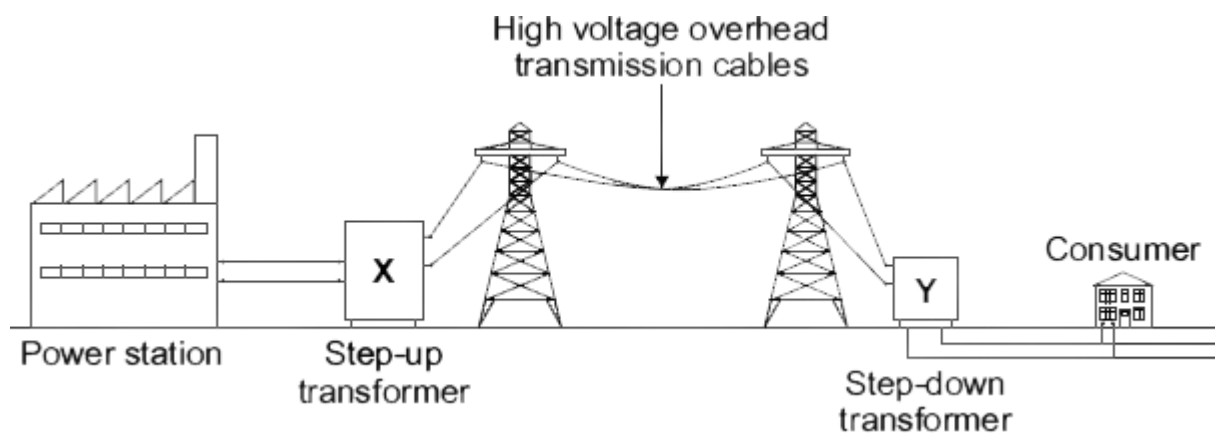 High voltage overhead
transmission cables
X
Y
Consumer
Power station
Step-up
transformer
Step-down
transformer